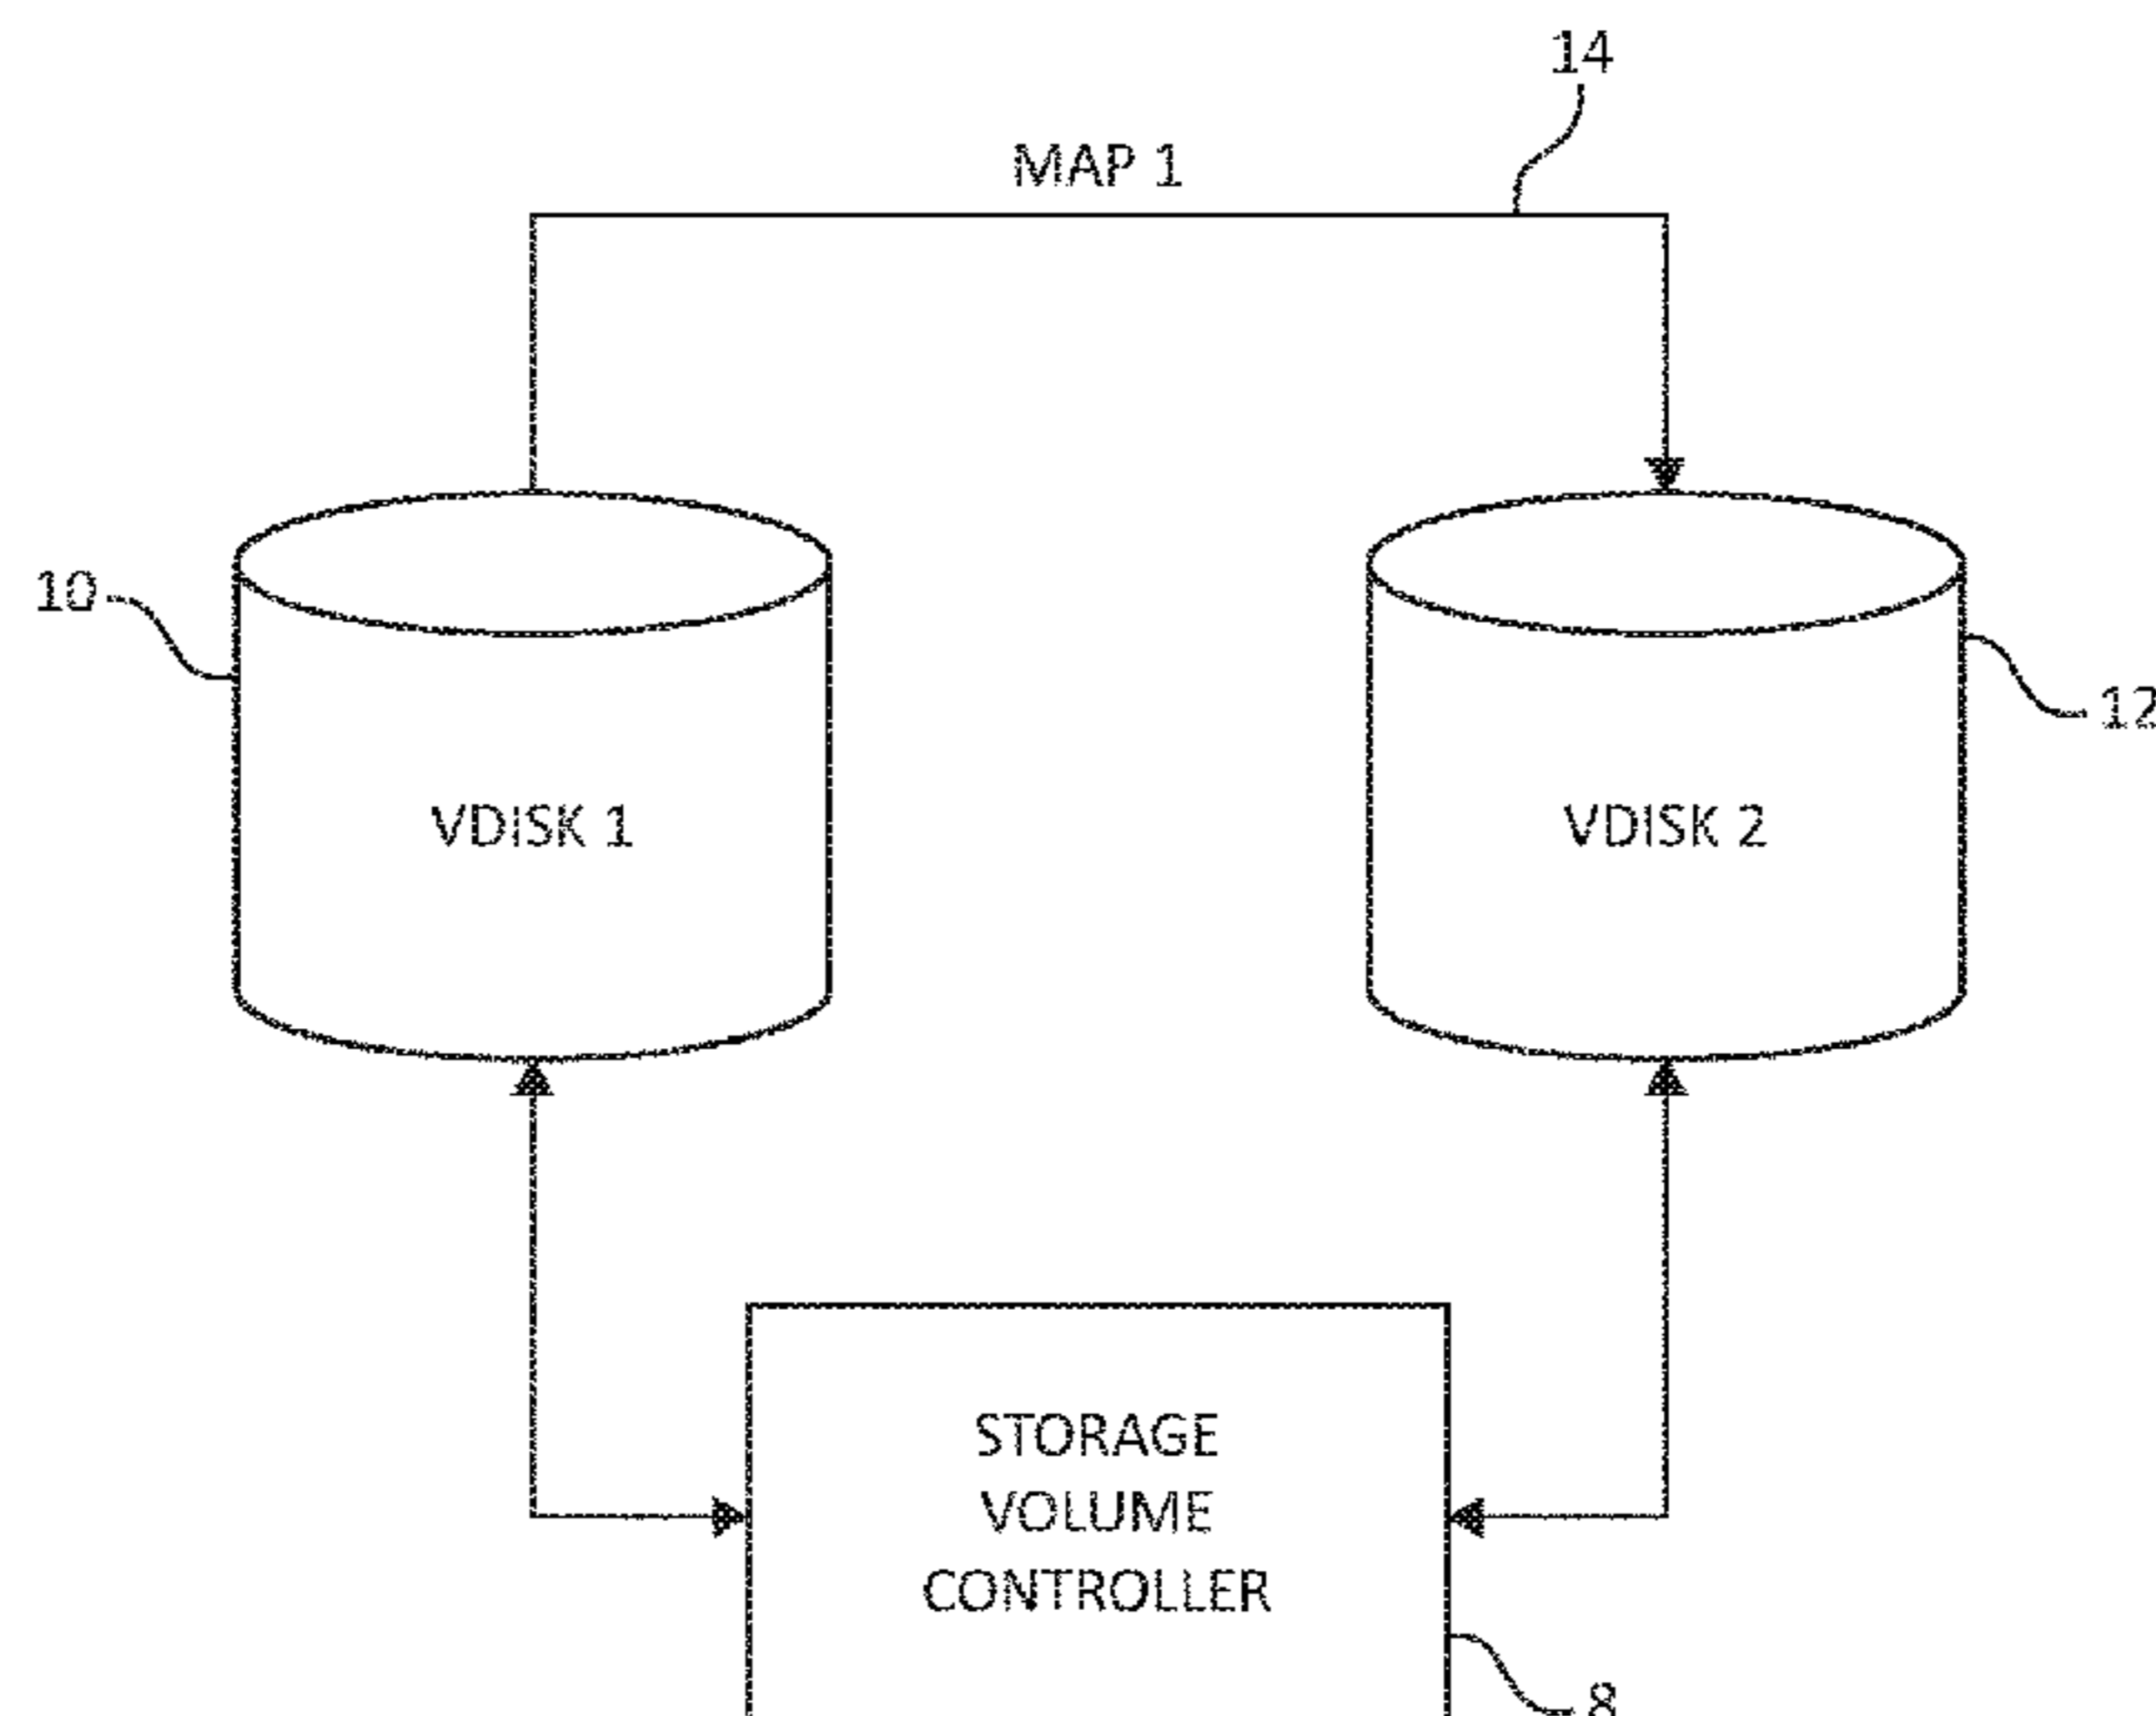 14
MAP 1
10
12
VDISK 1
VDISK 2
STORAGE
VOLUME
CONTROLLER
8